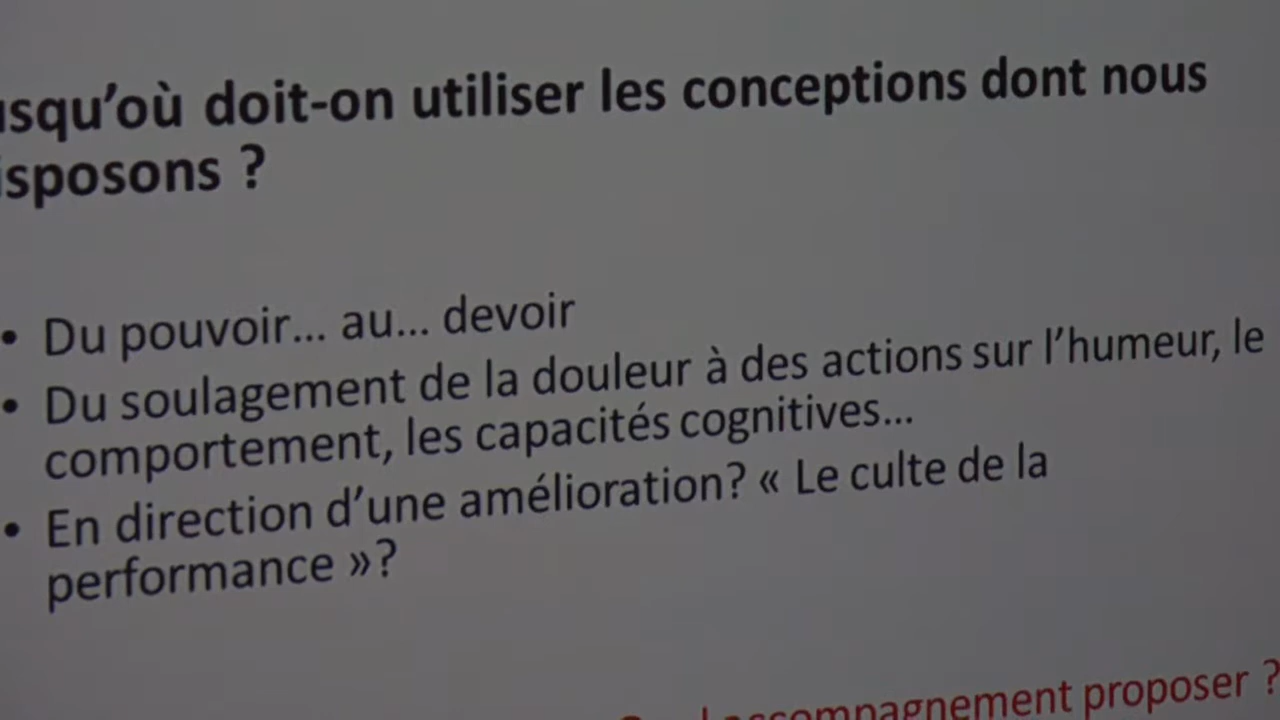 usqu'où doit-on utiliser les conceptions dont nous
isposons ?
• Du pouvoir... au... devoir
• Du soulagement de la douleur à des actions sur l'humeur, le
comportement, les capacités cognitives...
• En direction d'une amélioration? « Le culte de la
performance »?
accompagnement proposer ?